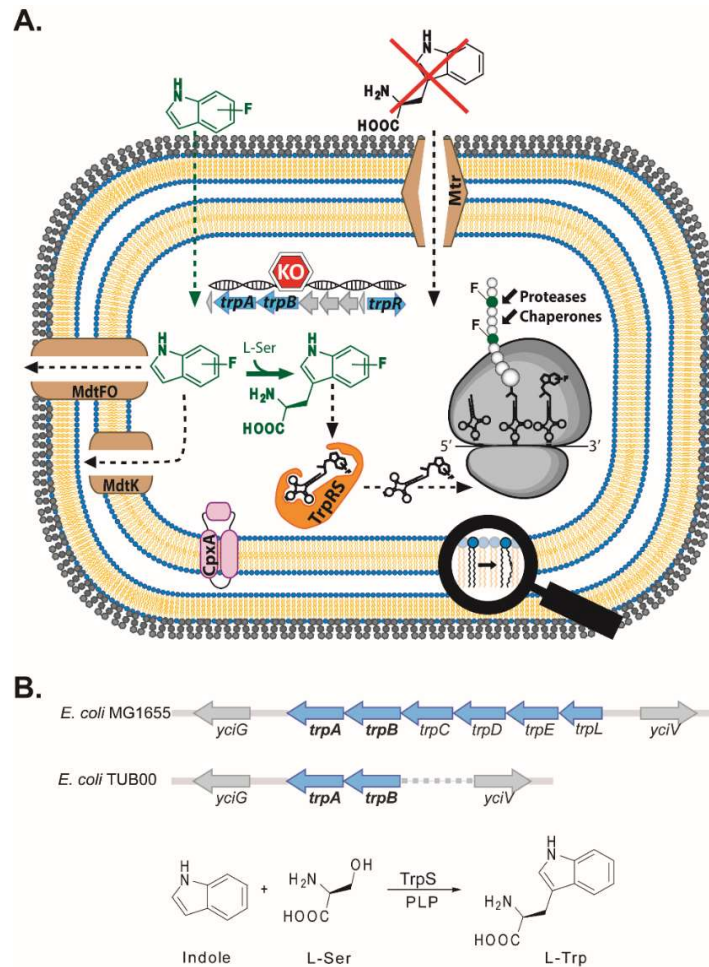 A.
H
N
F
H
N
H₂N
HOOC
Mtr
KO
trpA trpB trpR
F
Proteases
F
Chaperones
H
N
F
L-Ser
H
N
F
H₂N
HOOC
MdtFO
MdtK
TrpRS
5' 3'
CpxA
B.
E. coli MG1655
yciG trpA trpB trpC trpD trpE trpL yciV
E. coli TUB00
yciG trpA trpB yciV
H
N
+
OH
H₂N
HOOC
TrpS
PLP
H
N
H₂N
HOOC
Indole L-Ser L-Trp